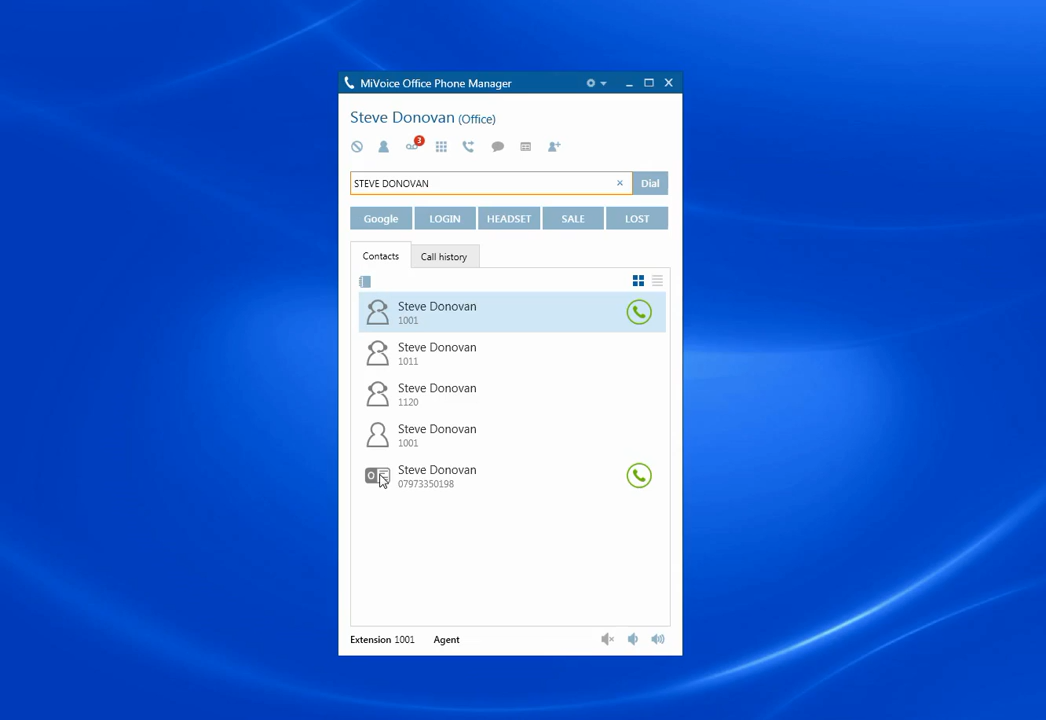 MiVoice Office Phone Manager
Steve Donovan (Office)
3
STEVE DONOVAN
Dial
Google LOGIN HEADSET SALE LOST
Contacts Call history
Steve Donovan
1001
Steve Donovan
1011
Steve Donovan
1120
Steve Donovan
1001
Steve Donovan
07973350198
Extension 1001 Agent